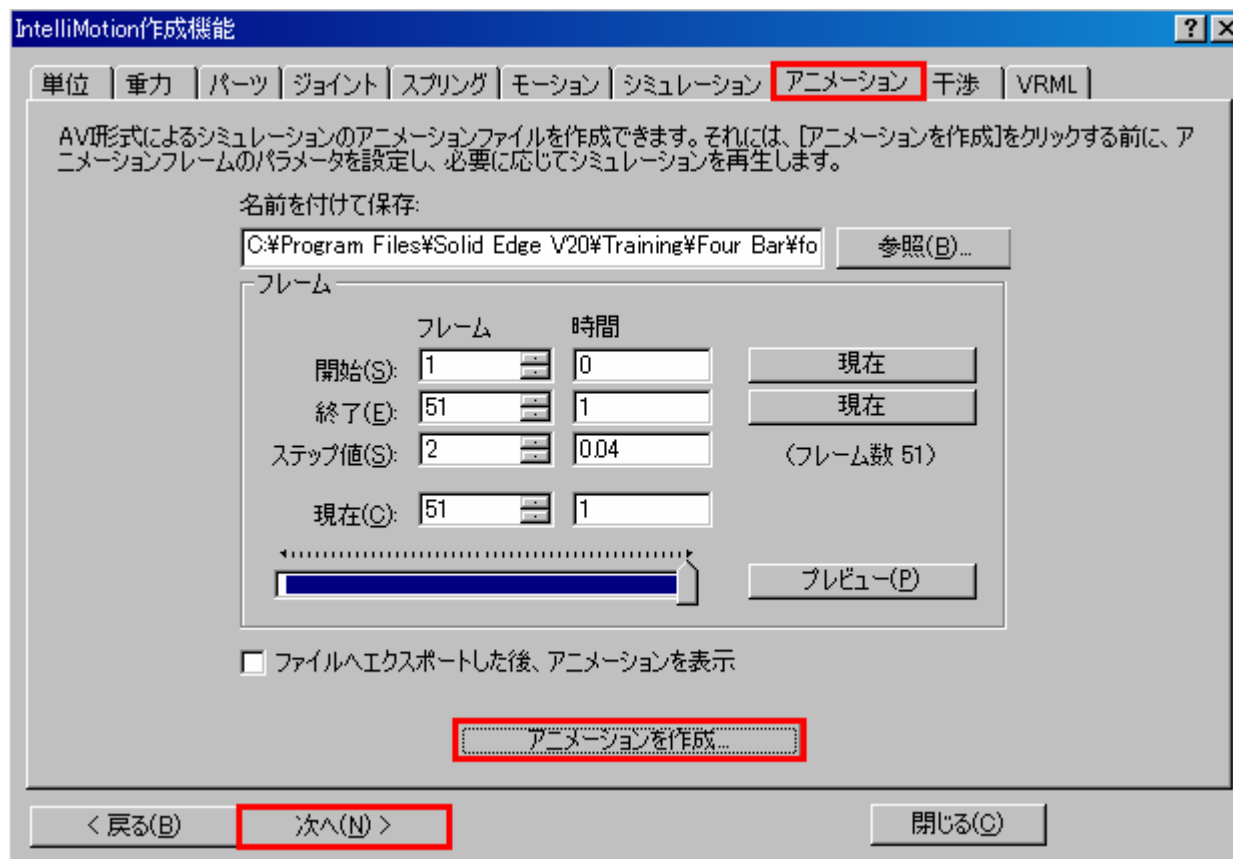 IntelliMotion作成機能
単位 重力 パーツ ジョイント スプリング モーション シミュレーション アニメーション 干渉 VRML
AVI形式によるシミュレーションのアニメーションファイルを作成できます。それには、[アニメーションを作成]をクリックする前に、ア
ニメーションフレームのパラメータを設定し、必要に応じてシミュレーションを再生します。
名前を付けて保存:
C:¥Program Files¥Solid Edge V20¥Training¥Four Bar¥fo 参照(B)...
フレーム
フレーム 時間
開始(S): 1 0 現在
終了(E): 51 1 現在
ステップ値(S): 2 0.04 (フレーム数 51)
現在(C): 51 1
プレビュー(P)
ファイルへエクスポートした後、アニメーションを表示
アニメーションを作成...
< 戻る(B) 次へ(N) > 閉じる(C)